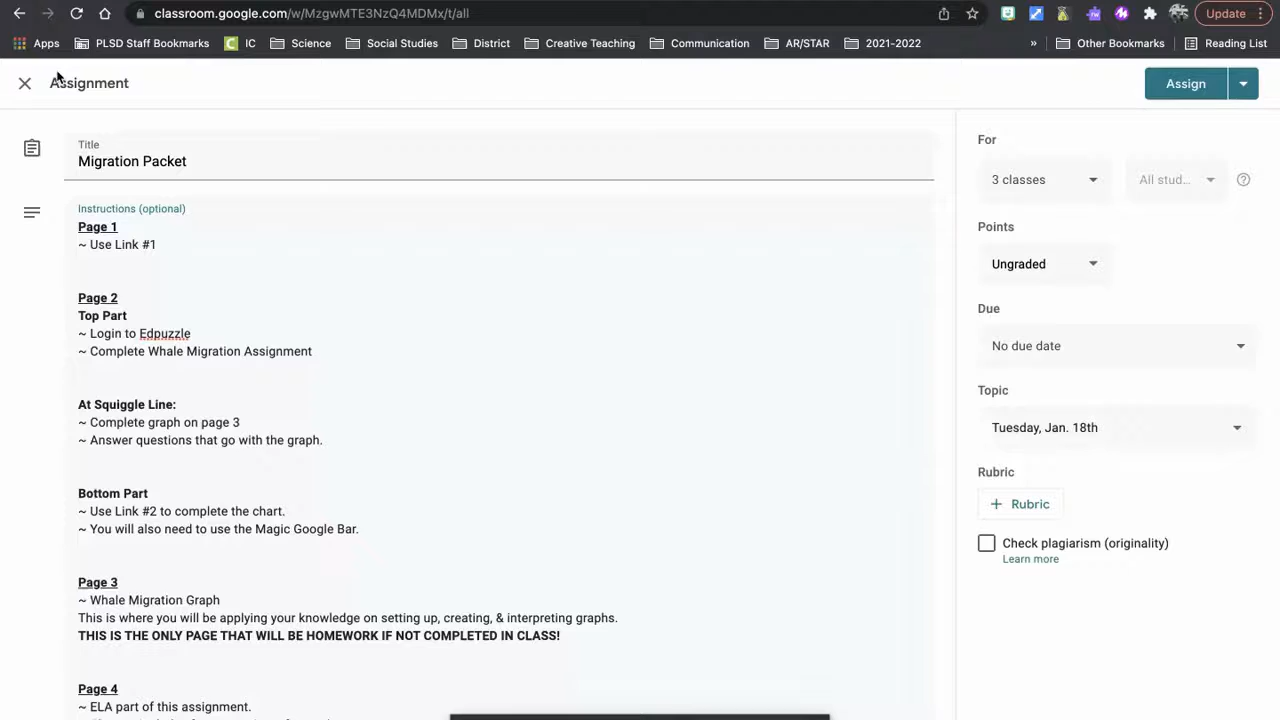 classroom.google.com/w/MzgwMTE3NzQ4MDMx/t/all
Update
Apps
PLSD Staff Bookmarks
IC
Science
Social Studies
District
Creative Teaching
Communication
AR/STAR
2021-2022
»
Other Bookmarks
Reading List
Assignment
Assign
Title
Migration Packet
Instructions (optional)
Page 1
~ Use Link #1
Page 2
Top Part
~ Login to Edpuzzle
~ Complete Whale Migration Assignment
At Squiggle Line:
~ Complete graph on page 3
~ Answer questions that go with the graph.
Bottom Part
~ Use Link #2 to complete the chart.
~ You will also need to use the Magic Google Bar.
Page 3
~ Whale Migration Graph
This is where you will be applying your knowledge on setting up, creating, & interpreting graphs.
THIS IS THE ONLY PAGE THAT WILL BE HOMEWORK IF NOT COMPLETED IN CLASS!
Page 4
~ ELA part of this assignment.
For
3 classes
All stud...
Points
Ungraded
Due
No due date
Topic
Tuesday, Jan. 18th
Rubric
+ Rubric
Check plagiarism (originality)
Learn more